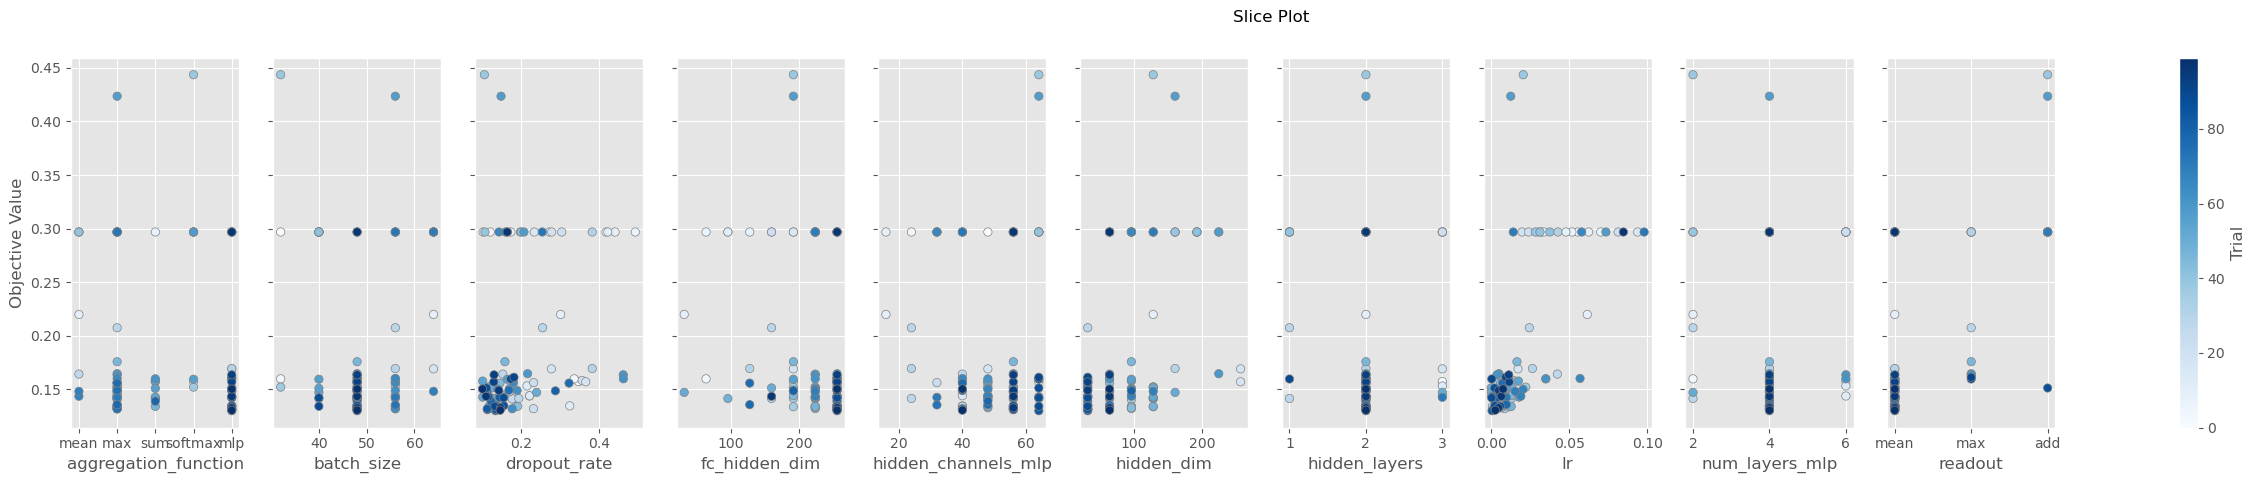 Slice Plot
Objective Value
0.45
0.40
0.35
0.30
0.25
0.20
0.15
mean max sum softmax mlp
aggregation_function
40 50 60
batch_size
0.2 0.4
dropout_rate
100 200
fc_hidden_dim
20 40 60
hidden_channels_mlp
100 200
hidden_dim
1 2 3
hidden_layers
0.00 0.05 0.10
lr
2 4 6
num_layers_mlp
mean max add
readout
80
60
40
20
0
Trial